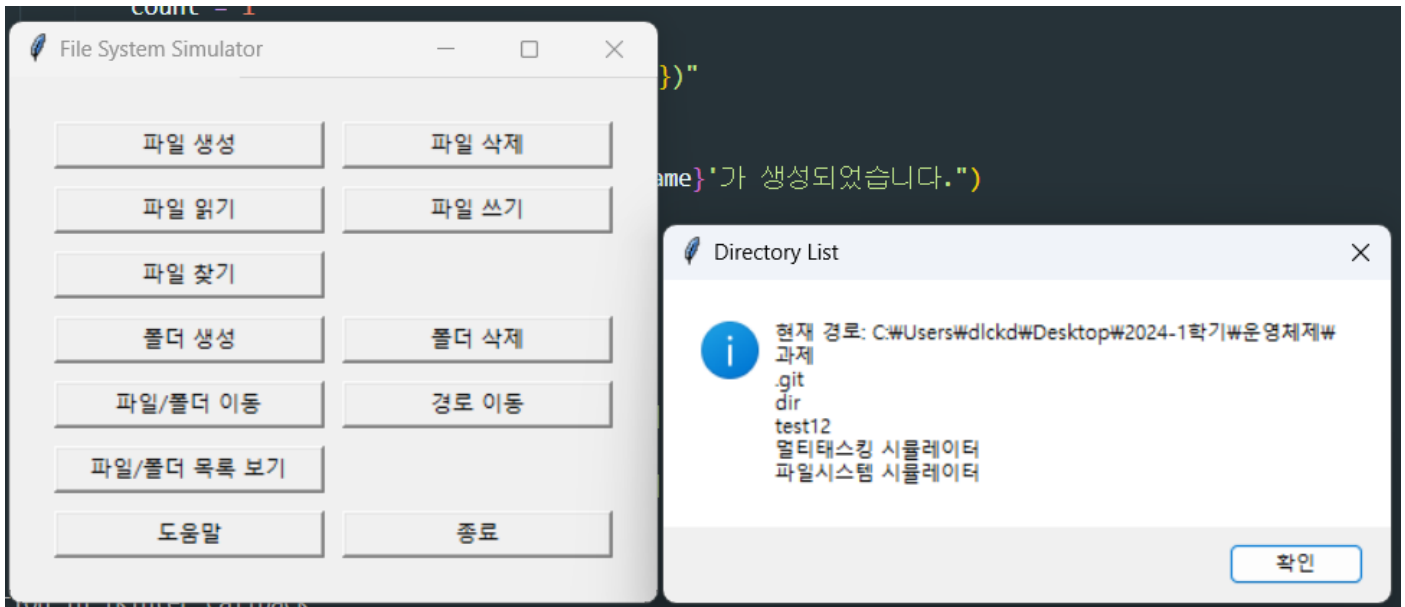 count = 1
File System Simulator
})"
파일 생성 파일 삭제
ame}'가 생성되었습니다.")
파일 읽기 파일 쓰기
Directory List
파일 찾기
폴더 생성 폴더 삭제
파일/폴더 이동 경로 이동
파일/폴더 목록 보기
도움말 종료
현재 경로: C:₩Users₩dlckd₩Desktop₩2024-1학기₩운영체제₩
과제
.git
dir
test12
멀티태스킹 시뮬레이터
파일시스템 시뮬레이터
확인